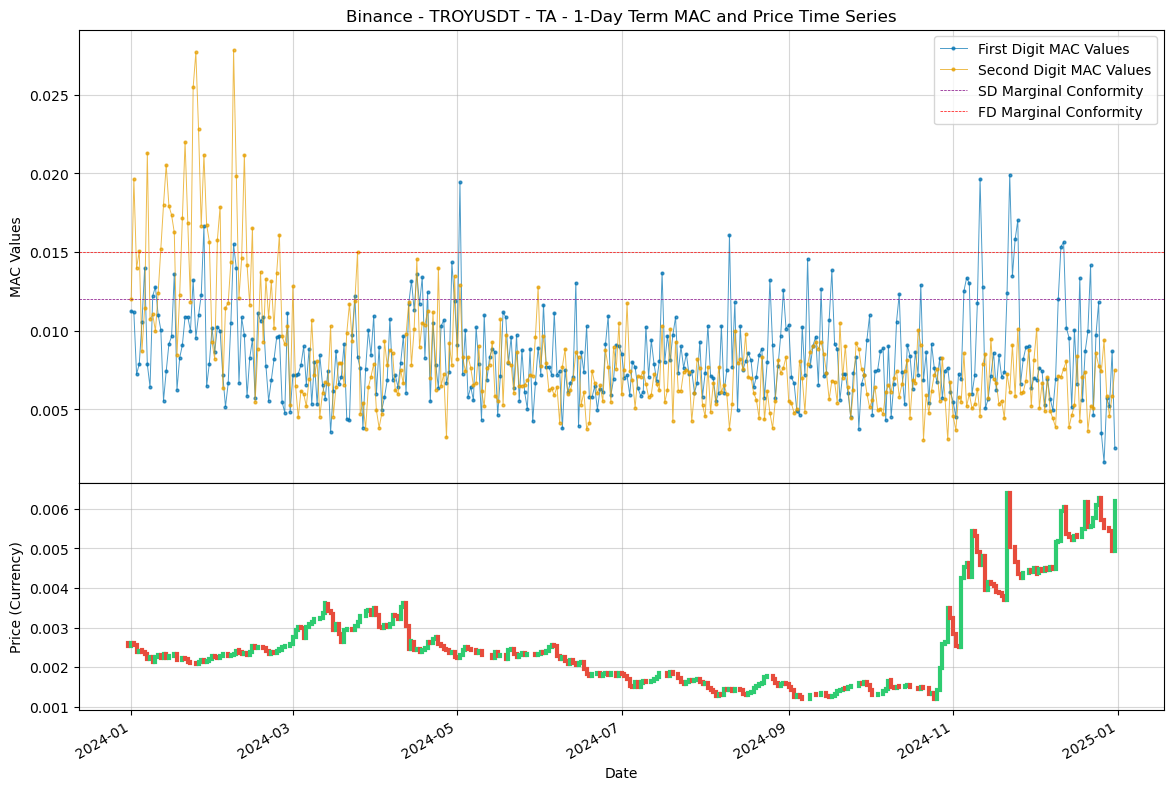 Binance - TROYUSDT - TA - 1-Day Term MAC and Price Time Series
First Digit MAC Values
Second Digit MAC Values
SD Marginal Conformity
FD Marginal Conformity
MAC Values
0.025
0.020
0.015
0.010
0.005
Price (Currency)
0.006
0.005
0.004
0.003
0.002
0.001
2024-01
2024-03
2024-05
2024-07
2024-09
2024-11
2025-01
Date